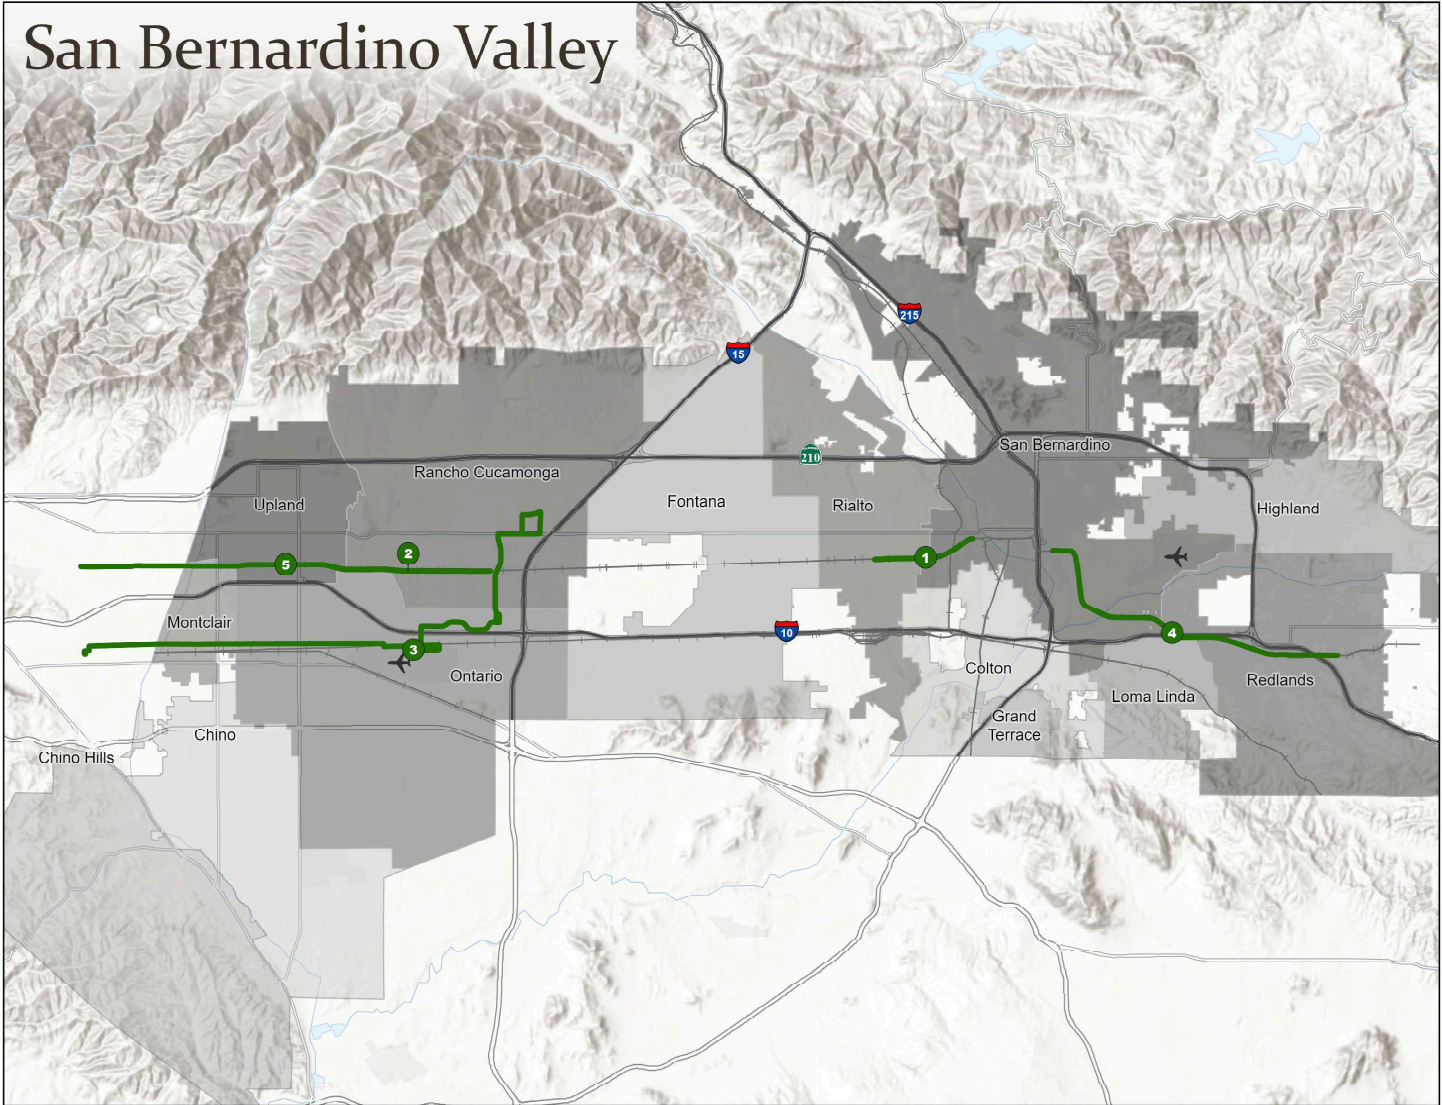 San Bernardino Valley
215
15
San Bernardino
210
Rancho Cucamonga
Fontana
Upland
Rialto
Highland
2
1
5
Montclair
10
4
3
Colton
Ontario
Redlands
Loma Linda
Grand
Terrace
Chino
Chino Hills